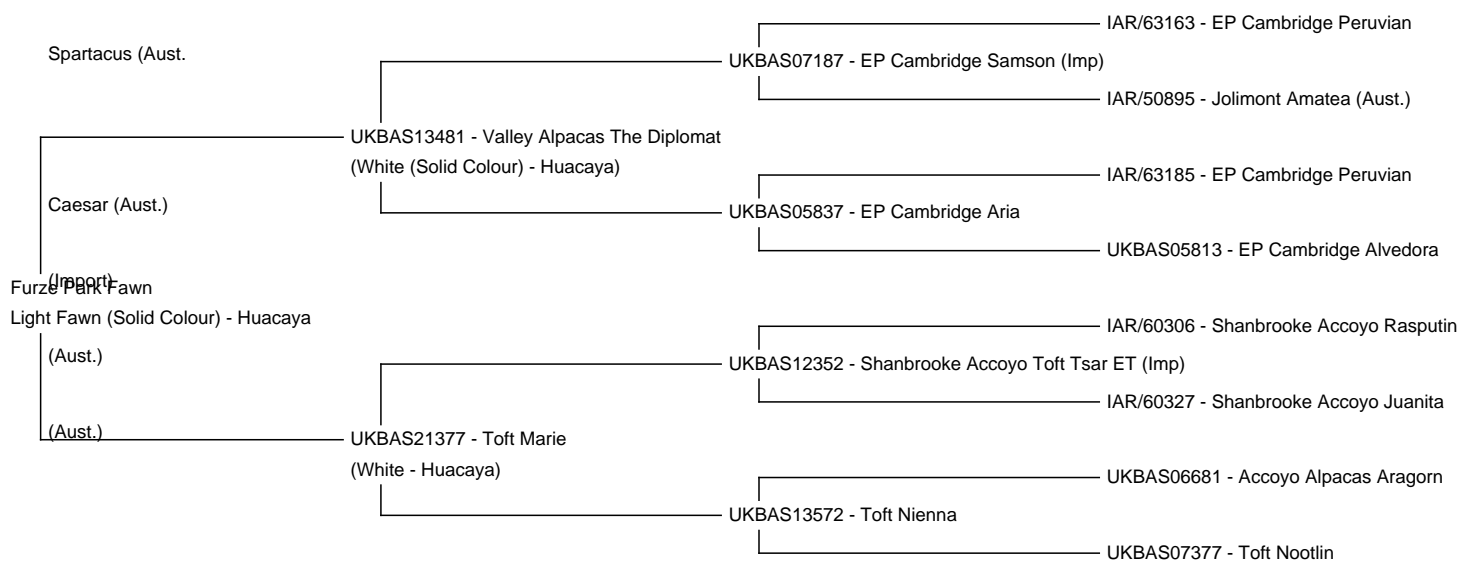 IAR/63163 - EP Cambridge Peruvian
Spartacus (Aust.
UKBAS07187 - EP Cambridge Samson (Imp)
IAR/50895 - Jolimont Amatea (Aust.)
UKBAS13481 - Valley Alpacas The Diplomat
(White (Solid Colour) - Huacaya)
IAR/63185 - EP Cambridge Peruvian
Caesar (Aust.)
UKBAS05837 - EP Cambridge Aria
UKBAS05813 - EP Cambridge Alvedora
(Import)
Furze Park Fawn
Light Fawn (Solid Colour) - Huacaya
IAR/60306 - Shanbrooke Accoyo Rasputin
(Aust.)
UKBAS12352 - Shanbrooke Accoyo Toft Tsar ET (Imp)
IAR/60327 - Shanbrooke Accoyo Juanita
(Aust.)
UKBAS21377 - Toft Marie
(White - Huacaya)
UKBAS06681 - Accoyo Alpacas Aragorn
UKBAS13572 - Toft Nienna
UKBAS07377 - Toft Nootlin